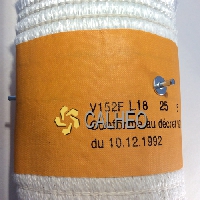 V152F L18 25
CALHEO
conforme au décret
du 10.12.1992